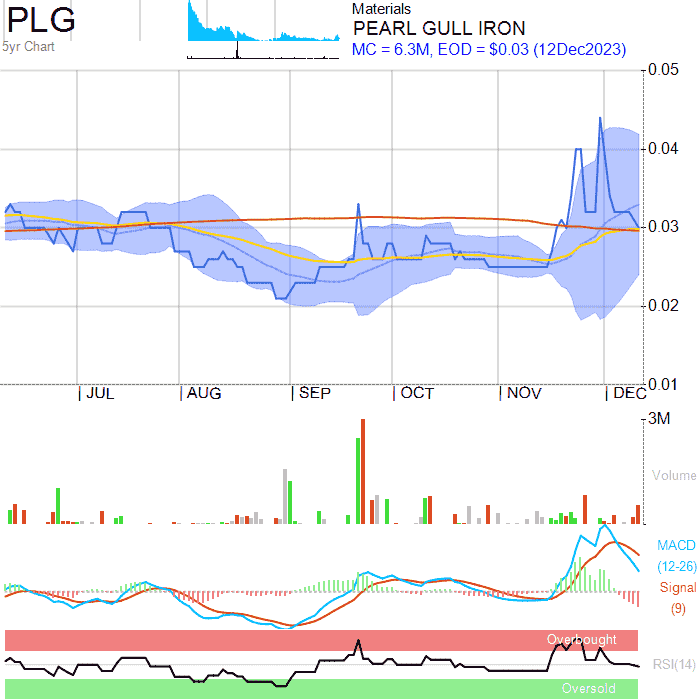 PLG
5yr Chart
Materials
PEARL GULL IRON
MC = 6.3M, EOD = $0.03 (12Dec2023)
0.05
0.04
0.03
0.02
0.01
| JUL | AUG | SEP | OCT | NOV | DEC
3M
Volume
MACD
(12-26)
Signal
(9)
Overbought
RSI(14)
Oversold